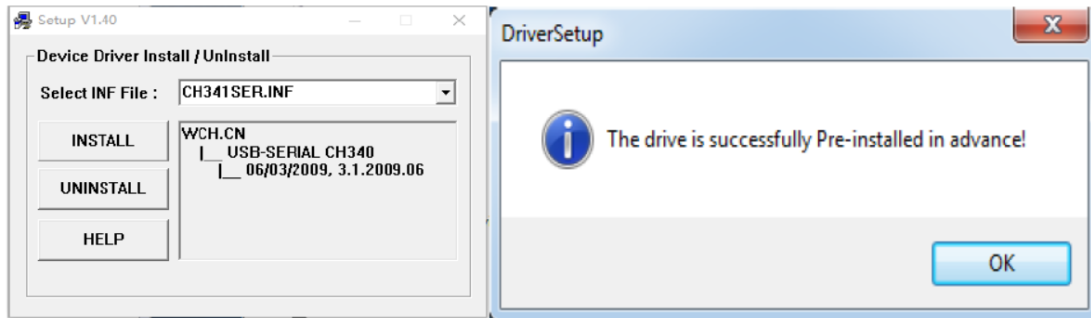 Setup V1.40
Device Driver Install / UnInstall
Select INF File : CH341SER.INF
INSTALL
UNINSTALL
HELP
WCH.CN
|__ USB-SERIAL CH340
|__ 06/03/2009, 3.1.2009.06
DriverSetup
The drive is successfully Pre-installed in advance!
OK